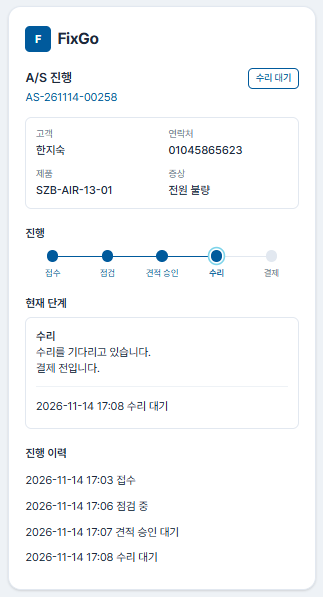 F FixGo
A/S 진행
수리 대기
AS-261114-00258
고객 연락처
한지숙 01045865623
제품 증상
SZB-AIR-13-01 전원 불량
진행
접수 점검 견적 승인 수리 결제
현재 단계
수리
수리를 기다리고 있습니다.
결제 전입니다.
2026-11-14 17:08 수리 대기
진행 이력
2026-11-14 17:03 접수
2026-11-14 17:06 점검 중
2026-11-14 17:07 견적 승인 대기
2026-11-14 17:08 수리 대기